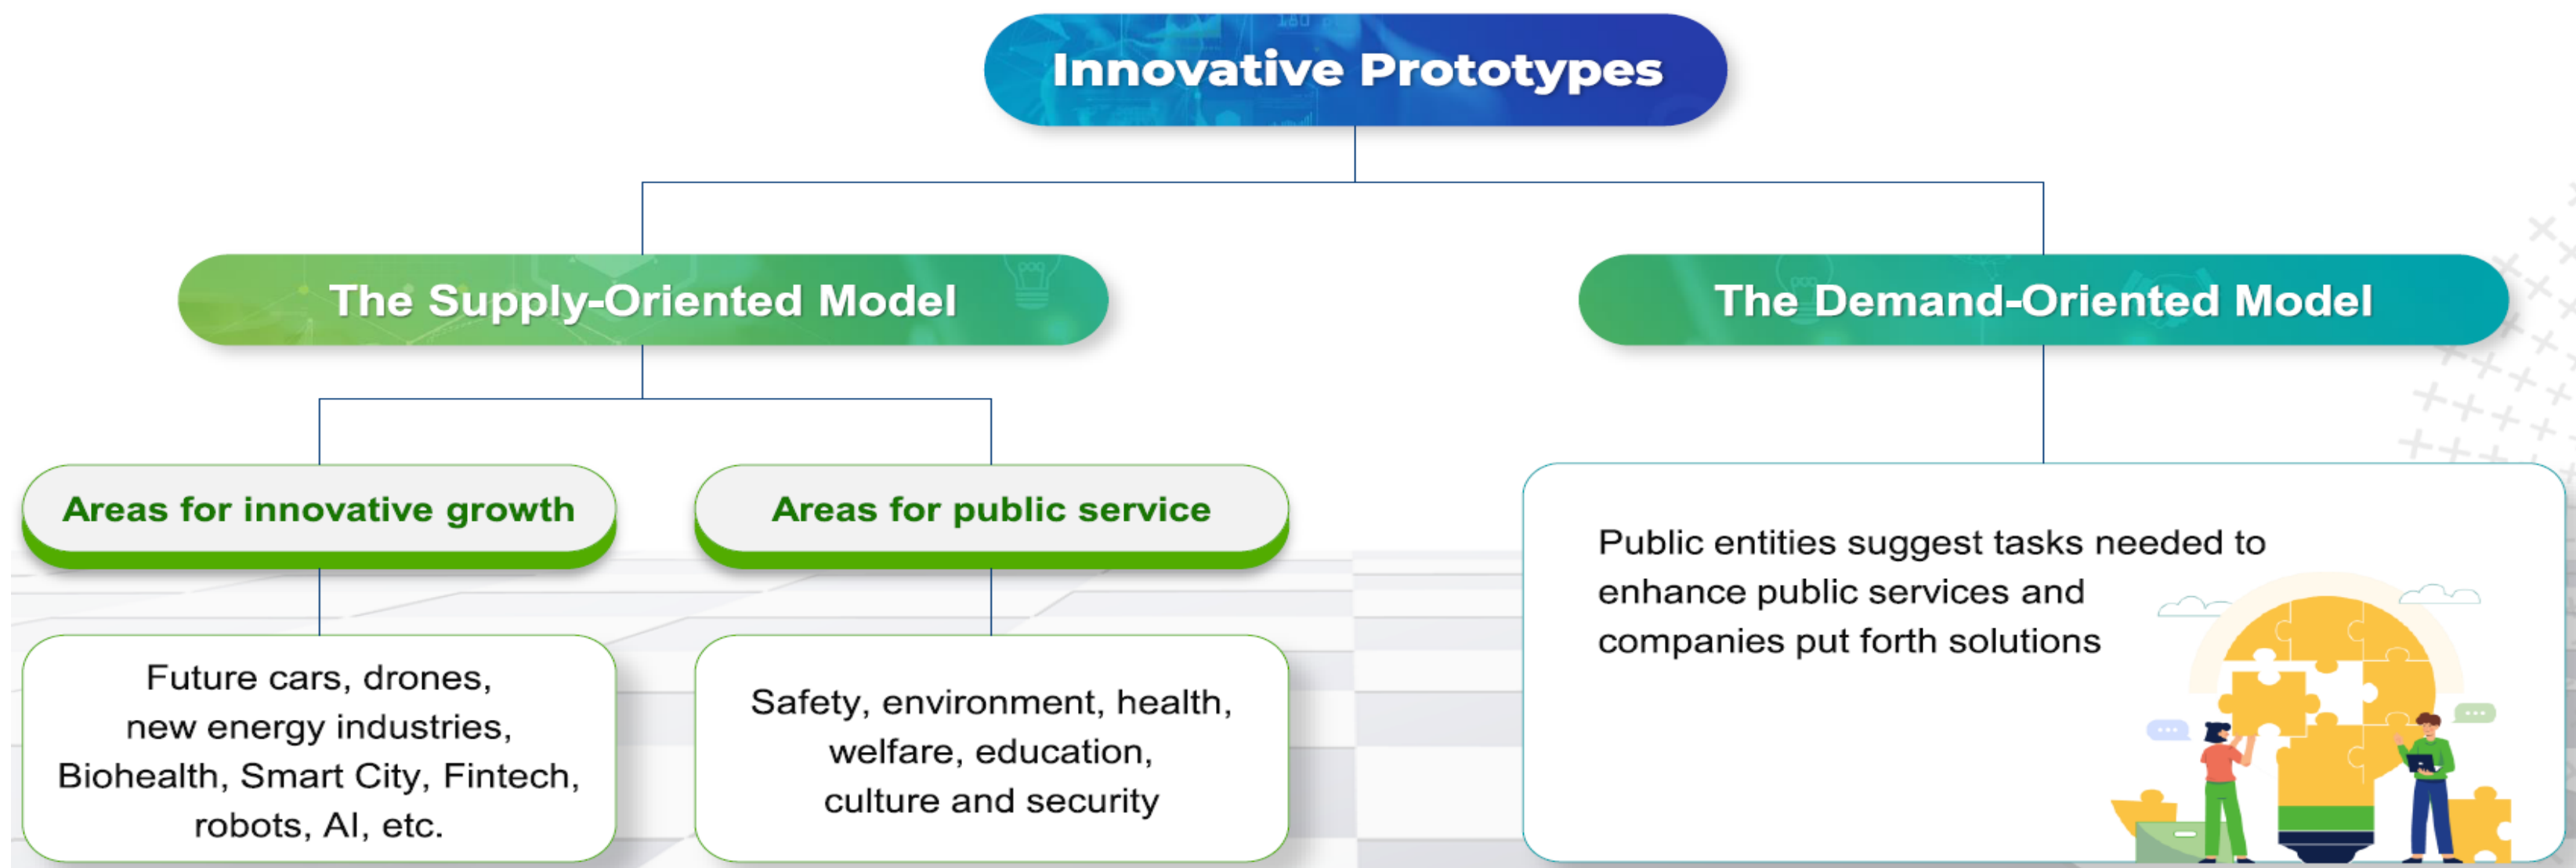 Innovative Prototypes
The Supply-Oriented Model
The Demand-Oriented Model
Areas for innovative growth
Areas for public service
Future cars, drones,
new energy industries,
Biohealth, Smart City, Fintech,
robots, AI, etc.
Safety, environment, health,
welfare, education,
culture and security
Public entities suggest tasks needed to
enhance public services and
companies put forth solutions